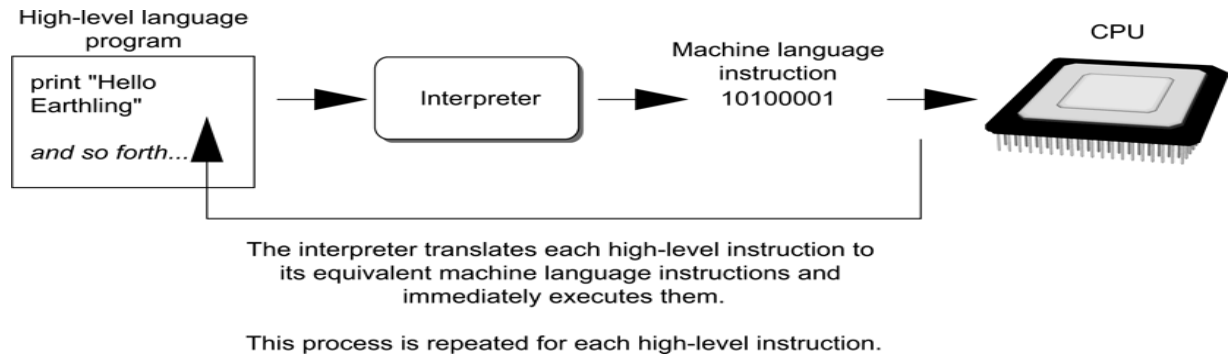 High-level language
program
print "Hello
Earthling"
and so forth...
Interpreter
Machine language
instruction
10100001
CPU
The interpreter translates each high-level instruction to
its equivalent machine language instructions and
immediately executes them.
This process is repeated for each high-level instruction.